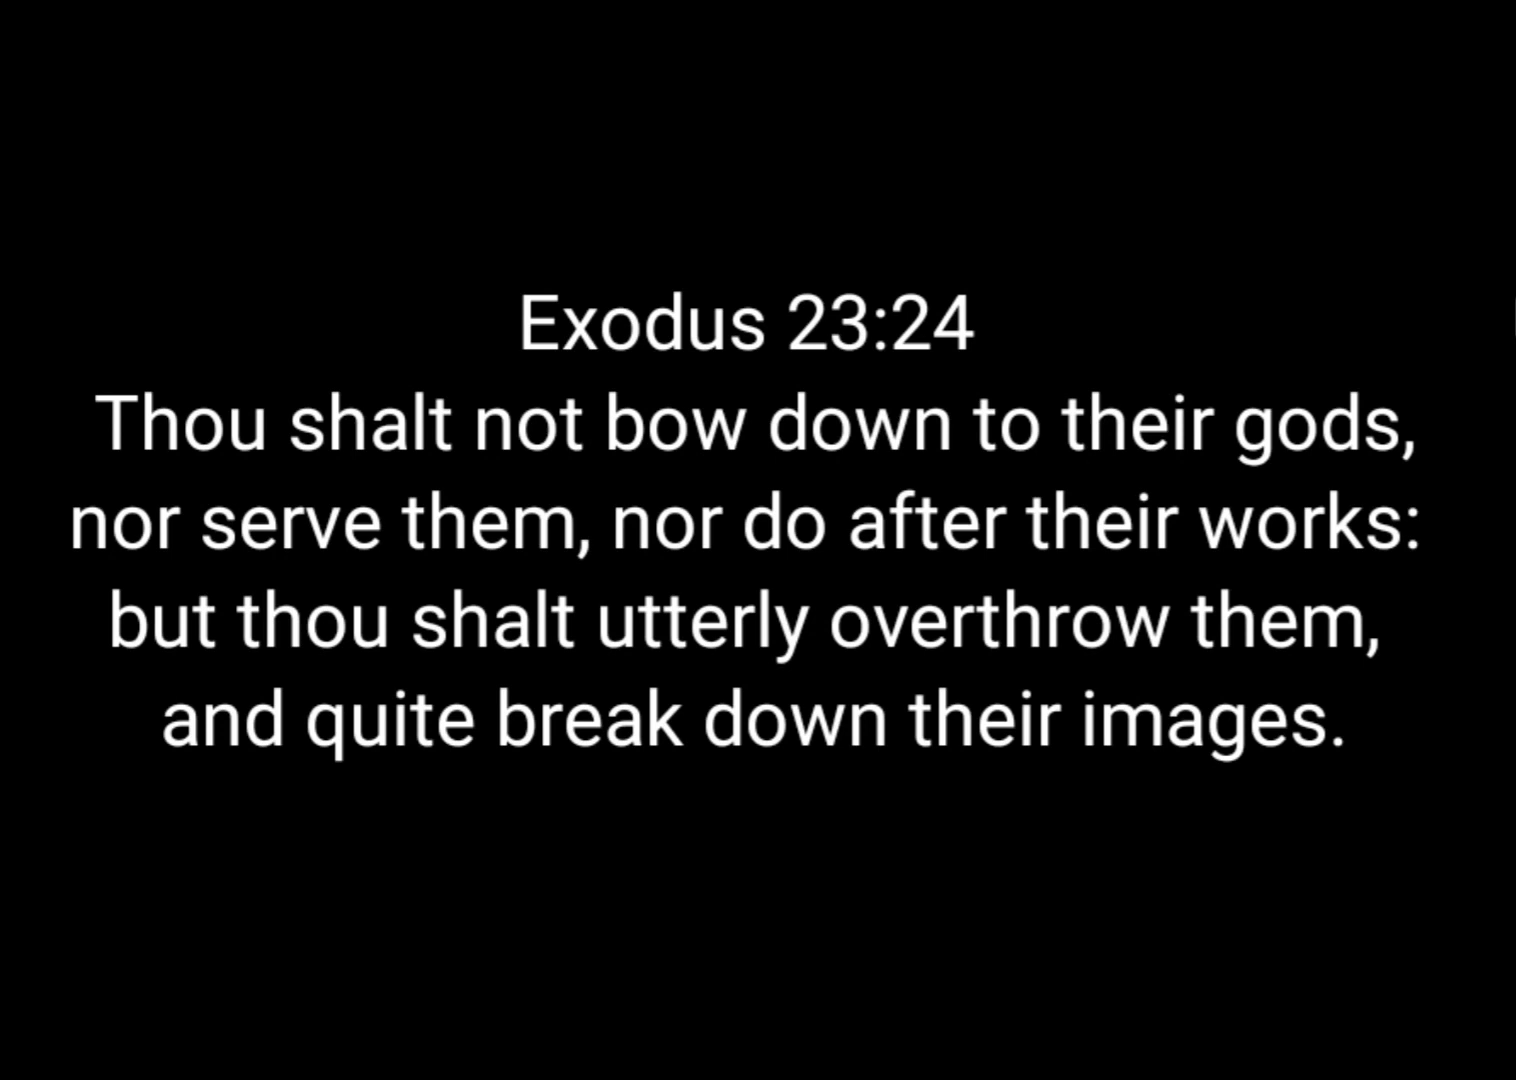 Exodus 23:24
Thou shalt not bow down to their gods,
nor serve them, nor do after their works:
but thou shalt utterly overthrow them,
and quite break down their images.